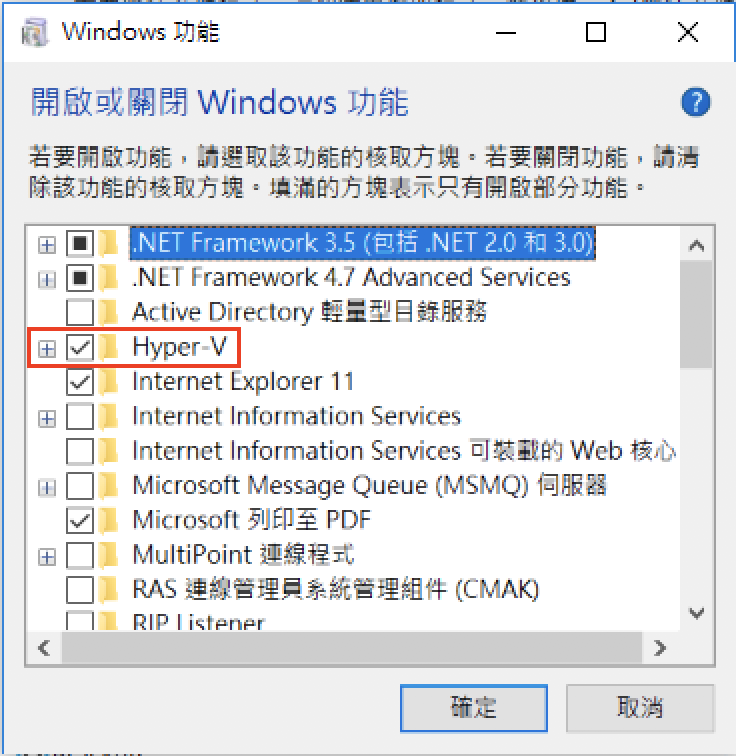 Windows 功能
開啟或關閉 Windows 功能
若要開啟功能，請選取該功能的核取方塊。若要關閉功能，請清
除該功能的核取方塊。填滿的方塊表示只有開啟部分功能。
.NET Framework 3.5 (包括 .NET 2.0 和 3.0)
.NET Framework 4.7 Advanced Services
Active Directory 輕量型目錄服務
Hyper-V
Internet Explorer 11
Internet Information Services
Internet Information Services 可裝載的 Web 核心
Microsoft Message Queue (MSMQ) 伺服器
Microsoft 列印至 PDF
MultiPoint 連線程式
RAS 連線管理員系統管理組件 (CMAK)
RIP Listener
確定
取消